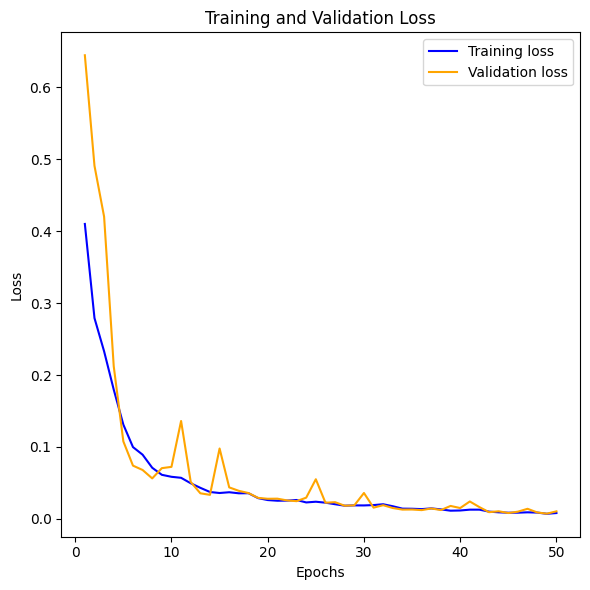 Training and Validation Loss
Training loss
Validation loss
0.6
0.5
0.4
0.3
0.2
0.1
0.0
Loss
0 10 20 30 40 50
Epochs